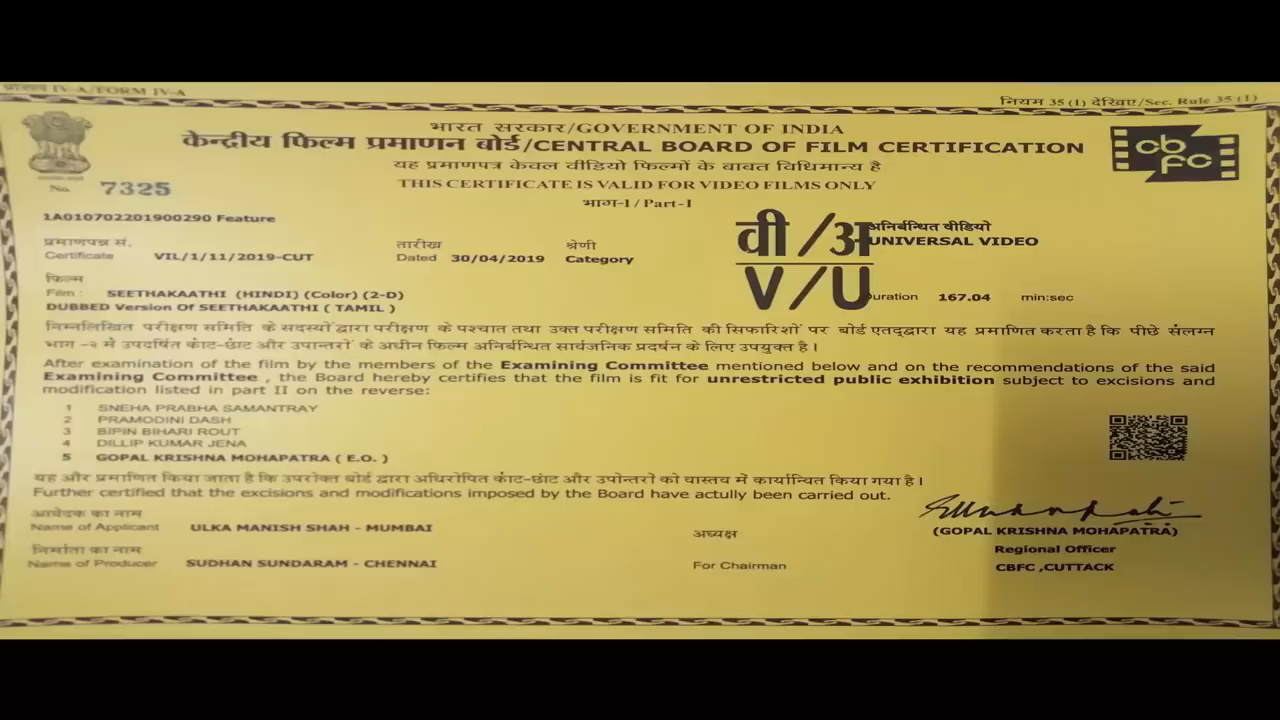 प्ररूप IV-A/FORM IV-A
नियम 35 (1) देखिए/Sec. Rule 35 (1)
भारत सरकार/GOVERNMENT OF INDIA
केन्द्रीय फिल्म प्रमाणन बोर्ड/CENTRAL BOARD OF FILM CERTIFICATION
cb
fc
यह प्रमाणपत्र केवल वीडियो फिल्मों के बावत विधिमान्य है
No. 7325
THIS CERTIFICATE IS VALID FOR VIDEO FILMS ONLY
भाग-I / Part-I
1A010702201900290 Feature
वी/अ अनिर्बन्धित वीडियो
UNIVERSAL VIDEO
प्रमाणपत्र सं. तारीख श्रेणी
Certificate VIL/1/11/2019-CUT Dated 30/04/2019 Category
V/U
फिल्म
Film : SEETHAKAATHI (HINDI) (Color) (2-D) Duration 167.04 min:sec
DUBBED Version Of SEETHAKAATHI ( TAMIL )
निम्नलिखित परीक्षण समिति के सदस्यों द्वारा परीक्षण के पश्चात तथा उक्त परीक्षण समिति की सिफारिशों पर बोर्ड एतद्द्वारा यह प्रमाणित करता है कि पीछे संलग्न
भाग -२ में उपदर्षित कांट-छांट और उपान्तरों के अधीन फिल्म अनिर्बन्धित सार्वजनिक प्रदर्शन के लिए उपयुक्त है ।
After examination of the film by the members of the Examining Committee mentioned below and on the recommendations of the said
Examining Committee , the Board hereby certifies that the film is fit for unrestricted public exhibition subject to excisions and
modification listed in part II on the reverse:
1 SNEHA PRABHA SAMANTRAY
2 PRAMODINI DASH
3 BIPIN BIHARI ROUT
4 DILLIP KUMAR JENA
5 GOPAL KRISHNA MOHAPATRA ( E.O. )
यह और प्रमाणित किया जाता है कि उपरोक्त बोर्ड द्वारा अधिरोपित कांट-छांट और उपांन्तरों को वास्तव में कार्यान्वित किया गया है ।
Further certified that the excisions and modifications imposed by the Board have actully been carried out.
आवेदक का नाम
Name of Applicant ULKA MANISH SHAH - MUMBAI
अध्यक्ष
(GOPAL KRISHNA MOHAPATRA)
निर्माता का नाम
Regional Officer
Name of Producer SUDHAN SUNDARAM - CHENNAI
For Chairman
CBFC ,CUTTACK